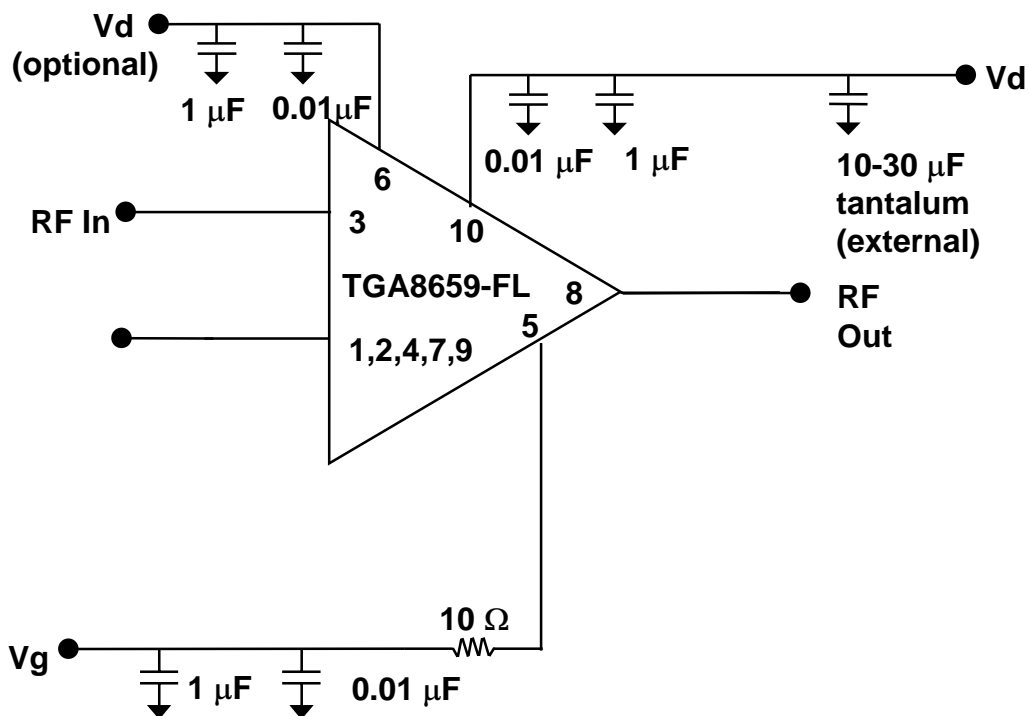 Vd
(optional)
1 μF
0.01μF
Vd
0.01 μF
1 μF
10-30 μF
tantalum
(external)
6
RF In
3
10
TGA8659-FL
8
RF
Out
5
1,2,4,7,9
10 Ω
Vg
1 μF
0.01 μF